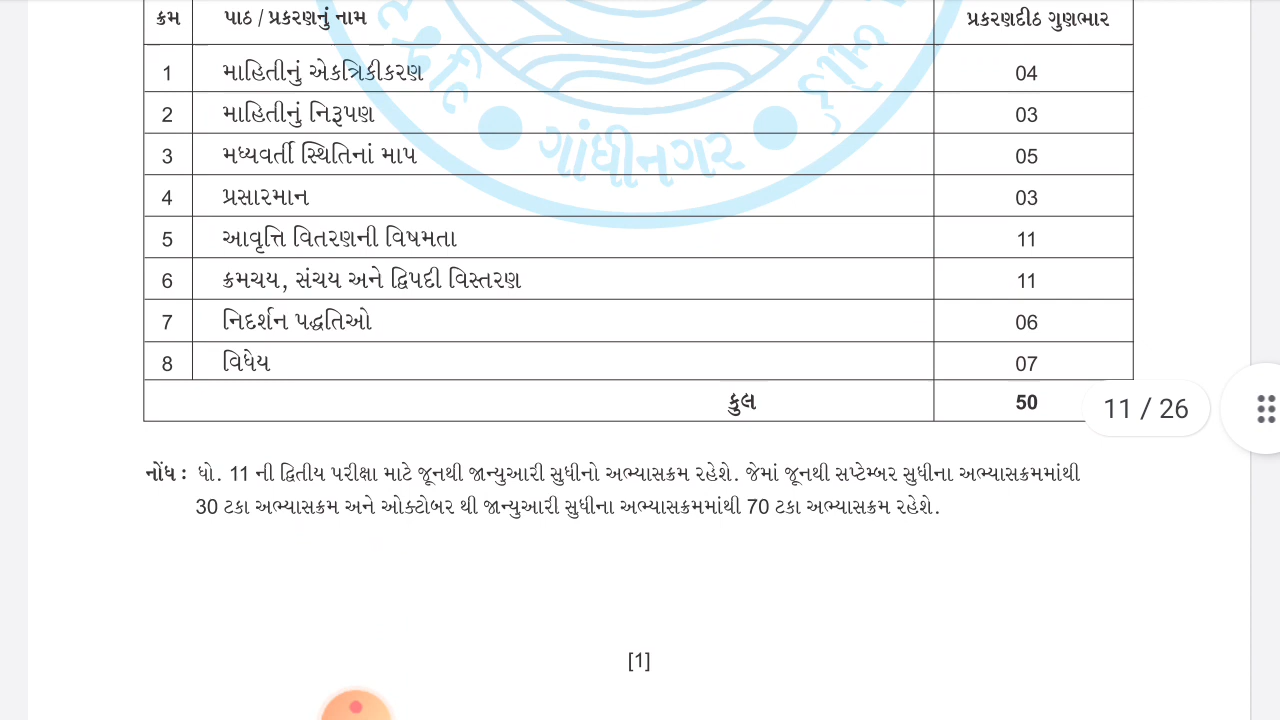 ક્રમ પાઠ / પ્રકરણનું નામ પ્રકરણદીઠ ગુણભાર
1 માહિતીનું એકત્રિકીકરણ 04
2 માહિતીનું નિરૂપણ 03
3 મધ્યવર્તી સ્થિતિનાં માપ 05
4 પ્રસારમાન 03
5 આવૃત્તિ વિતરણની વિષમતા 11
6 ક્રમચય, સંચય અને દ્વિપદી વિસ્તરણ 11
7 નિદર્શન પદ્ધતિઓ 06
8 વિધેય 07
કુલ 50
ગાંધીનગર
11 / 26
નોંધ : ધો. 11 ની દ્વિતીય પરીક્ષા માટે જૂનથી જાન્યુઆરી સુધીનો અભ્યાસક્રમ રહેશે. જેમાં જૂનથી સપ્ટેમ્બર સુધીના અભ્યાસક્રમમાંથી
30 ટકા અભ્યાસક્રમ અને ઓક્ટોબર થી જાન્યુઆરી સુધીના અભ્યાસક્રમમાંથી 70 ટકા અભ્યાસક્રમ રહેશે.
[1]